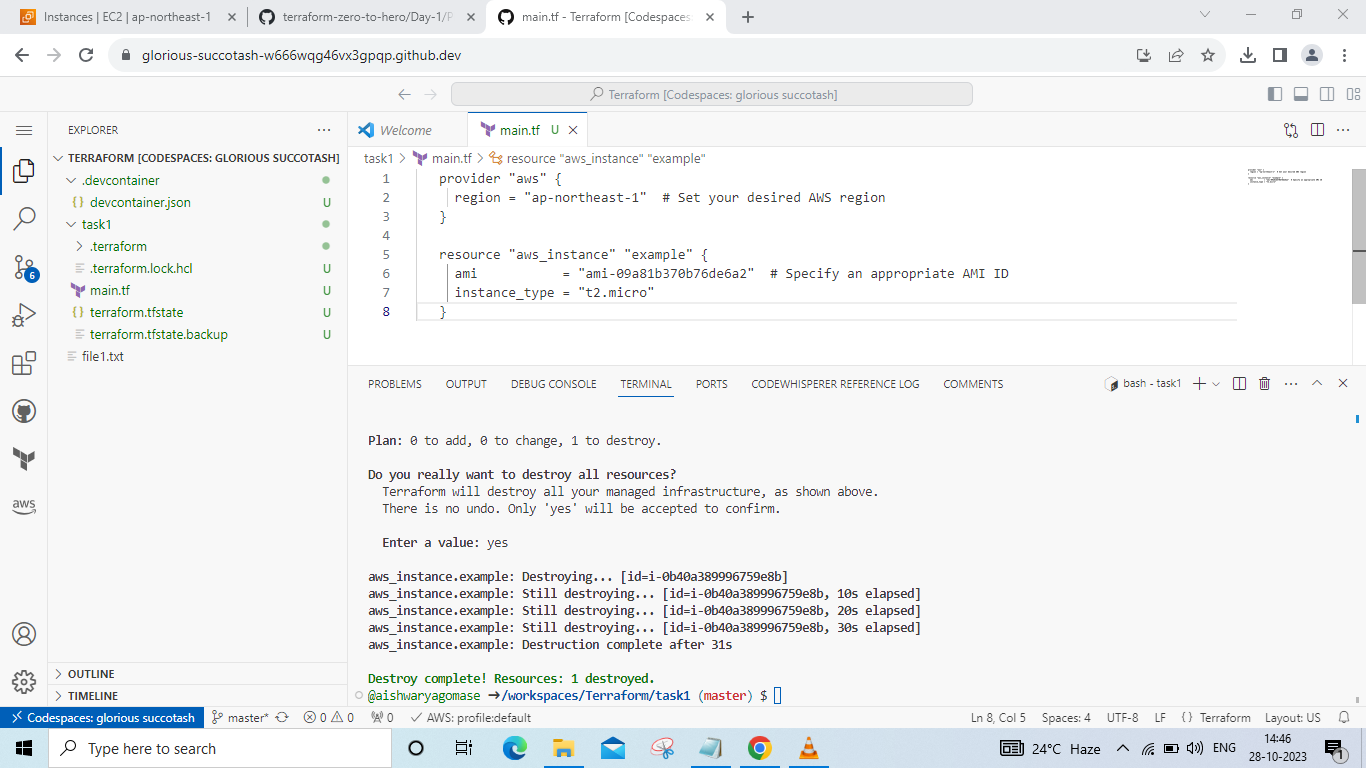 Instances | EC2 | ap-northeast-1
terraform-zero-to-hero/Day-1/P
main.tf - Terraform [Codespaces:
glorious-succotash-w666wqg46vx3gpqp.github.dev
Terraform [Codespaces: glorious succotash]
EXPLORER
TERRAFORM [CODESPACES: GLORIOUS SUCCOTASH]
.devcontainer
{} devcontainer.json U
task1
.terraform
.terraform.lock.hcl U
main.tf U
{} terraform.tfstate U
terraform.tfstate.backup U
file1.txt
6
aws
OUTLINE
TIMELINE
Welcome
main.tf U
task1 > main.tf > resource "aws_instance" "example"
1 provider "aws" {
2 region = "ap-northeast-1" # Set your desired AWS region
3 }
4
5 resource "aws_instance" "example" {
6 ami = "ami-09a81b370b76de6a2" # Specify an appropriate AMI ID
7 instance_type = "t2.micro"
8 }
PROBLEMS OUTPUT DEBUG CONSOLE TERMINAL PORTS CODEWHISPERER REFERENCE LOG COMMENTS
bash - task1
Plan: 0 to add, 0 to change, 1 to destroy.
Do you really want to destroy all resources?
Terraform will destroy all your managed infrastructure, as shown above.
There is no undo. Only 'yes' will be accepted to confirm.
Enter a value: yes
aws_instance.example: Destroying... [id=i-0b40a389996759e8b]
aws_instance.example: Still destroying... [id=i-0b40a389996759e8b, 10s elapsed]
aws_instance.example: Still destroying... [id=i-0b40a389996759e8b, 20s elapsed]
aws_instance.example: Still destroying... [id=i-0b40a389996759e8b, 30s elapsed]
aws_instance.example: Destruction complete after 31s
Destroy complete! Resources: 1 destroyed.
@aishwaryagomase ➜/workspaces/Terraform/task1 (master) $
Codespaces: glorious succotash master* 0 0 0 AWS: profile:default Ln 8, Col 5 Spaces: 4 UTF-8 LF {} Terraform Layout: US
Type here to search
24°C Haze
ENG
14:46
28-10-2023
1